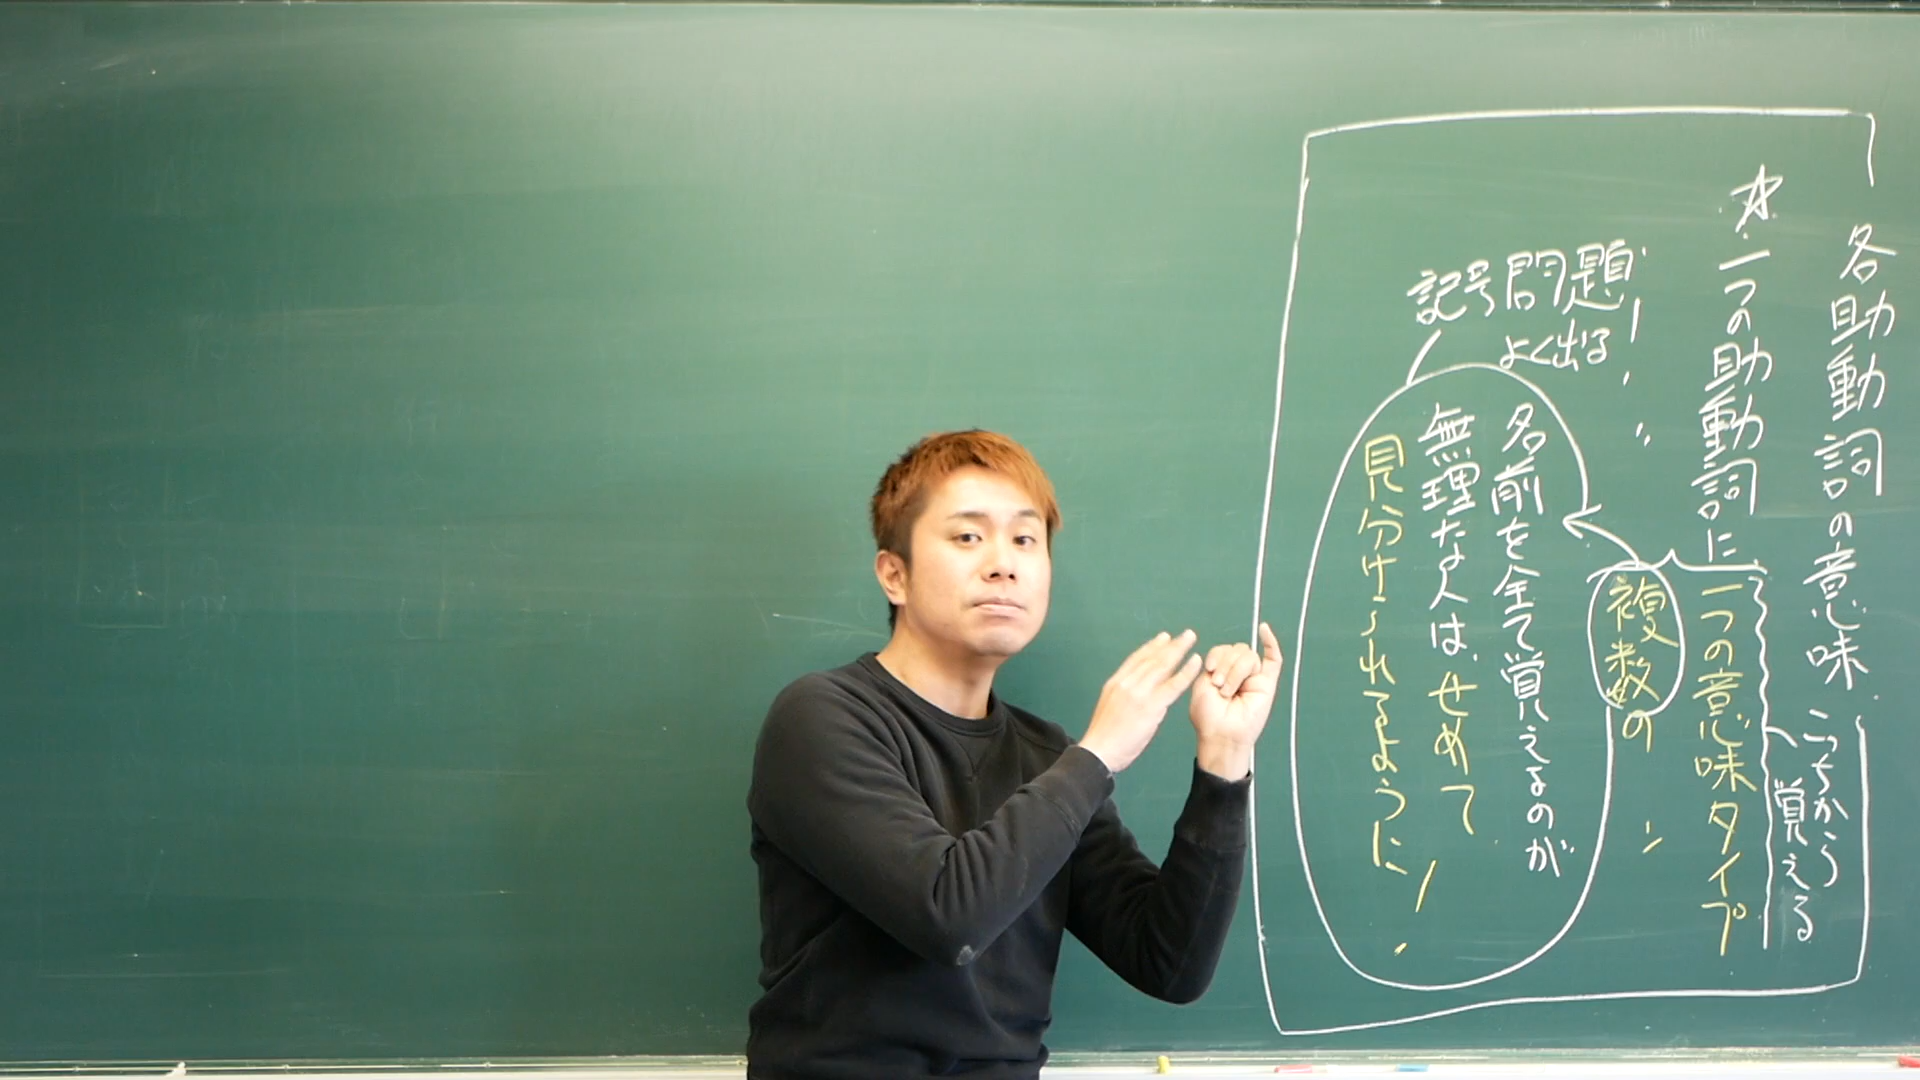 各助動詞の意味
☆・一つの助動詞に一つの意味タイプ
こっちから
覚える
複数の 〃
記号問題
よく出る!!
名前を全て覚えるのが
無理な人は、せめて
見分けられるように!